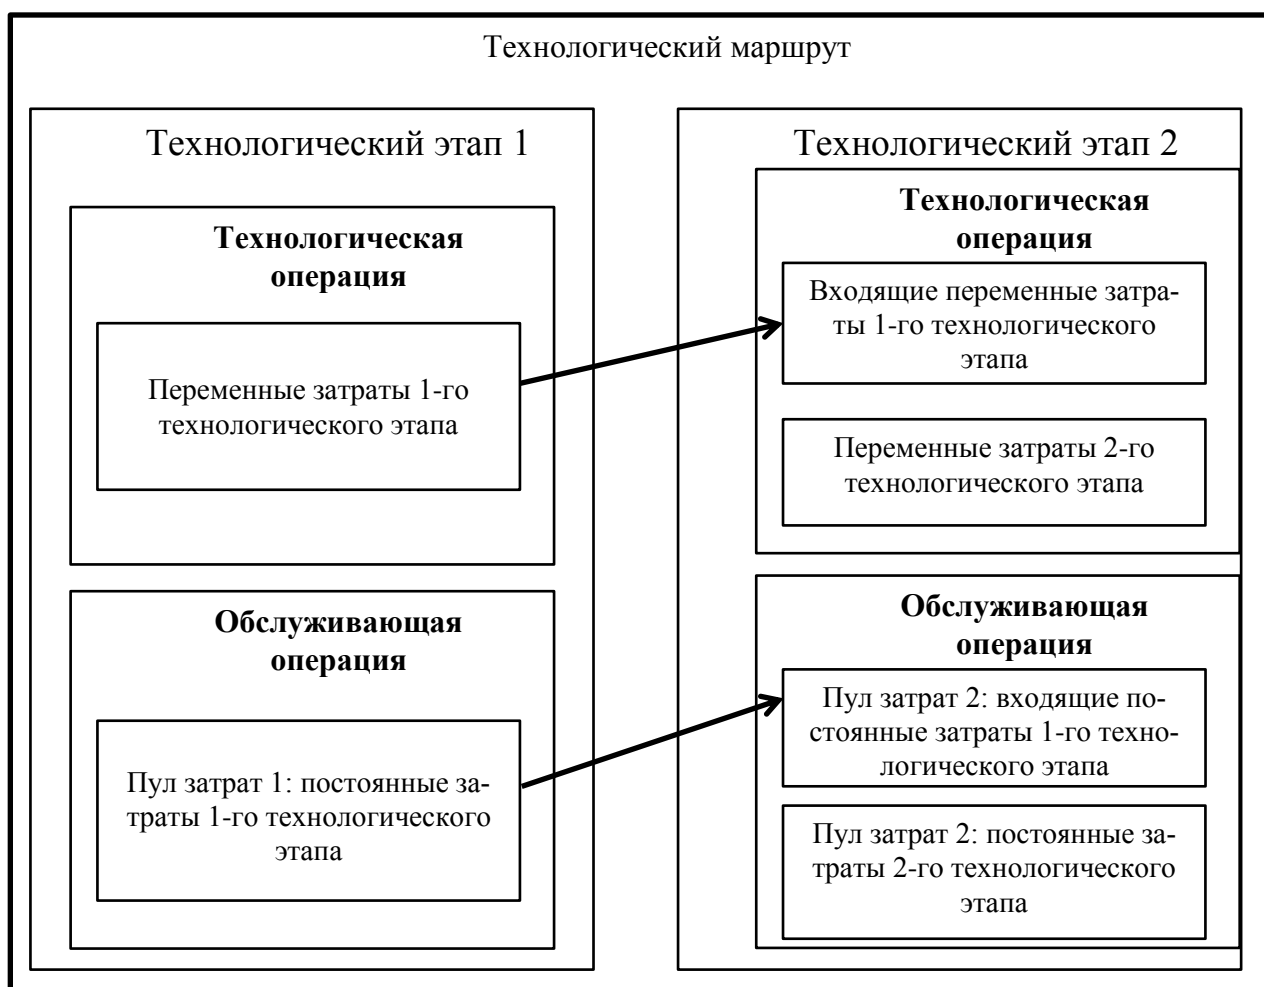 Технологический маршрут
Технологический этап 1
Технологическая
операция
Переменные затраты 1-го
технологического этапа
Обслуживающая
операция
Пул затрат 1: постоянные за-
траты 1-го технологического
этапа
Технологический этап 2
Технологическая
операция
Входящие переменные затра-
ты 1-го технологического
этапа
Переменные затраты 2-го
технологического этапа
Обслуживающая
операция
Пул затрат 2: входящие по-
стоянные затраты 1-го техно-
логического этапа
Пул затрат 2: постоянные за-
траты 2-го технологического
этапа